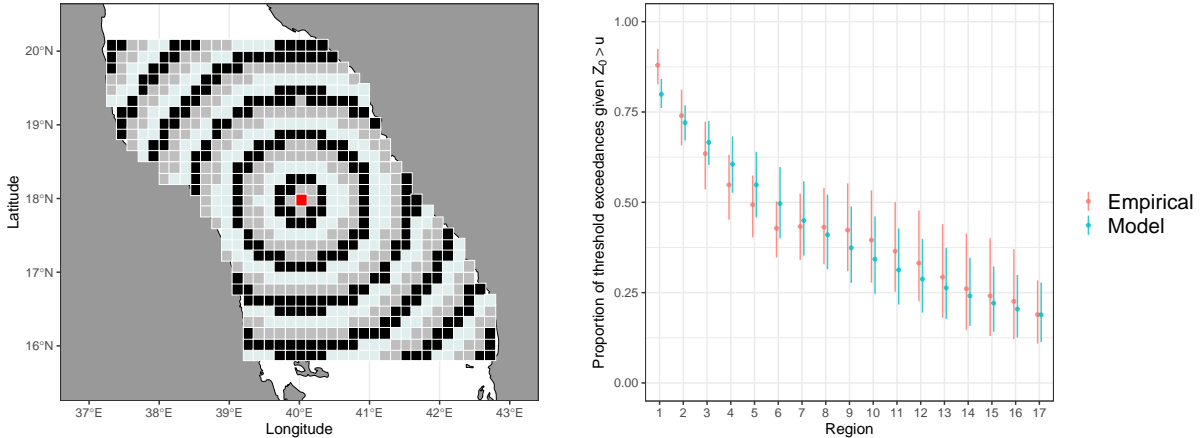 20°N
19°N
18°N
17°N
16°N
Latitude
37°E 38°E 39°E 40°E 41°E 42°E 43°E
Longitude
Proportion of threshold exceedances given Z0 > u
1.00
0.75
0.50
0.25
0.00
1 2 3 4 5 6 7 8 9 10 11 12 13 14 15 16 17
Region
Empirical
Model